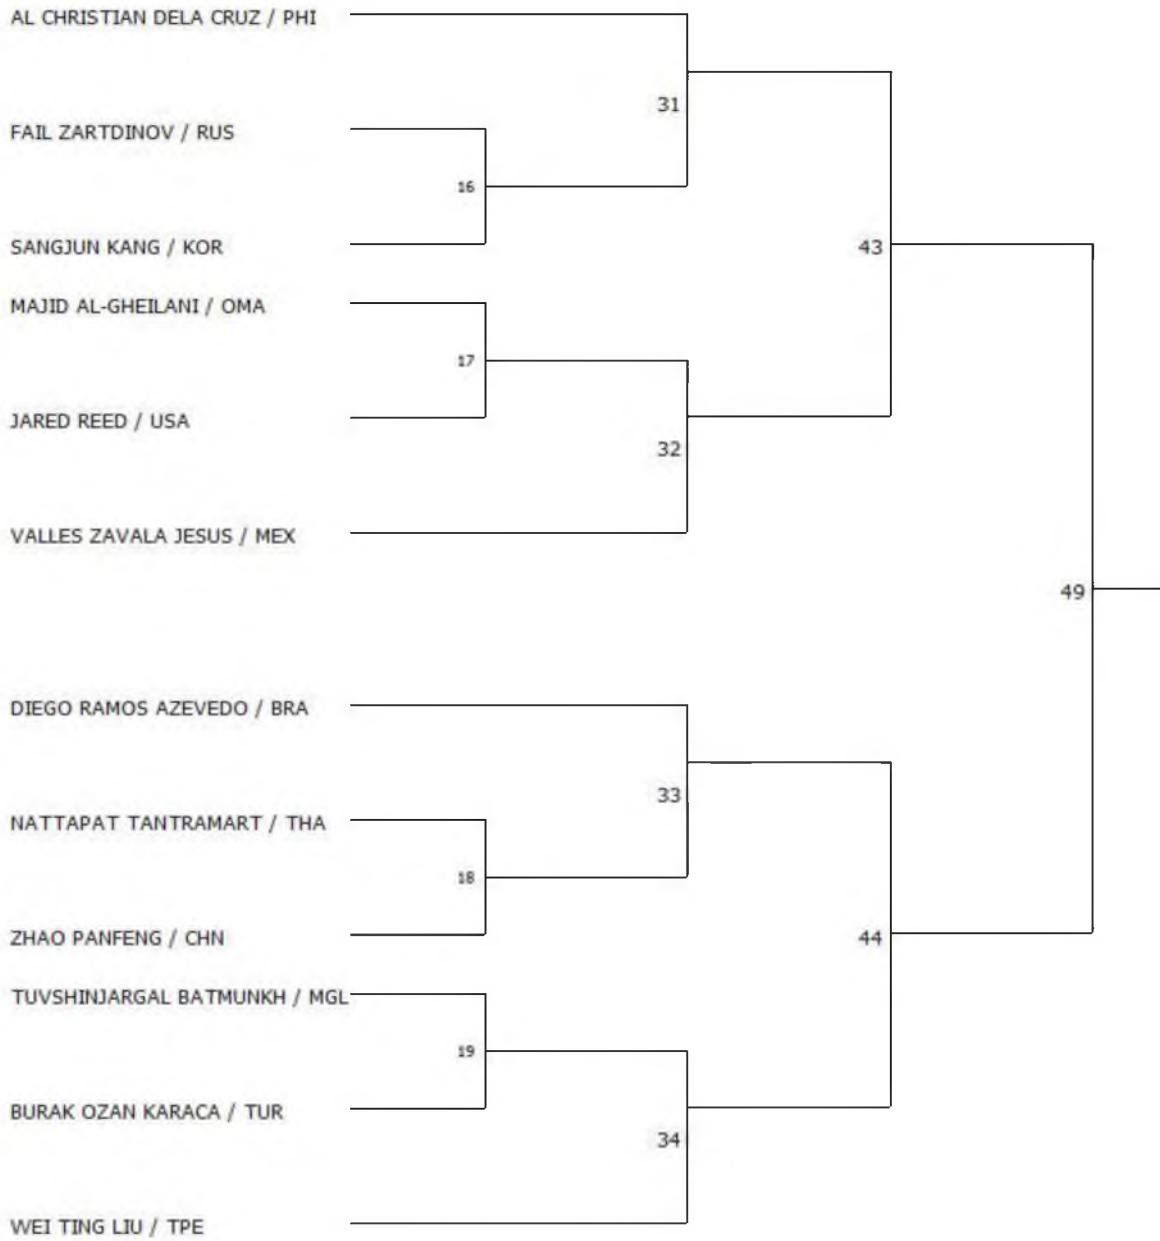 AL CHRISTIAN DELA CRUZ / PHI
31
FAIL ZARTDINOV / RUS
16
SANGJUN KANG / KOR
43
MAJID AL-GHEILANI / OMA
17
JARED REED / USA
32
VALLES ZAVALA JESUS / MEX
49
DIEGO RAMOS AZEVEDO / BRA
33
NATTAPAT TANTRAMART / THA
18
ZHAO PANFENG / CHN
44
TUVSHINJARGAL BATMUNKH / MGL
19
BURAK OZAN KARACA / TUR
34
WEI TING LIU / TPE